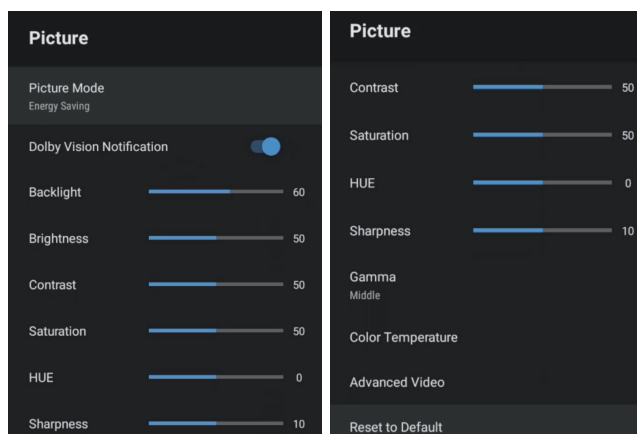 Picture
Picture Mode
Energy Saving
Dolby Vision Notification
Backlight 60
Brightness 50
Contrast 50
Saturation 50
HUE 0
Sharpness 10
Picture
Contrast 50
Saturation 50
HUE 0
Sharpness 10
Gamma
Middle
Color Temperature
Advanced Video
Reset to Default